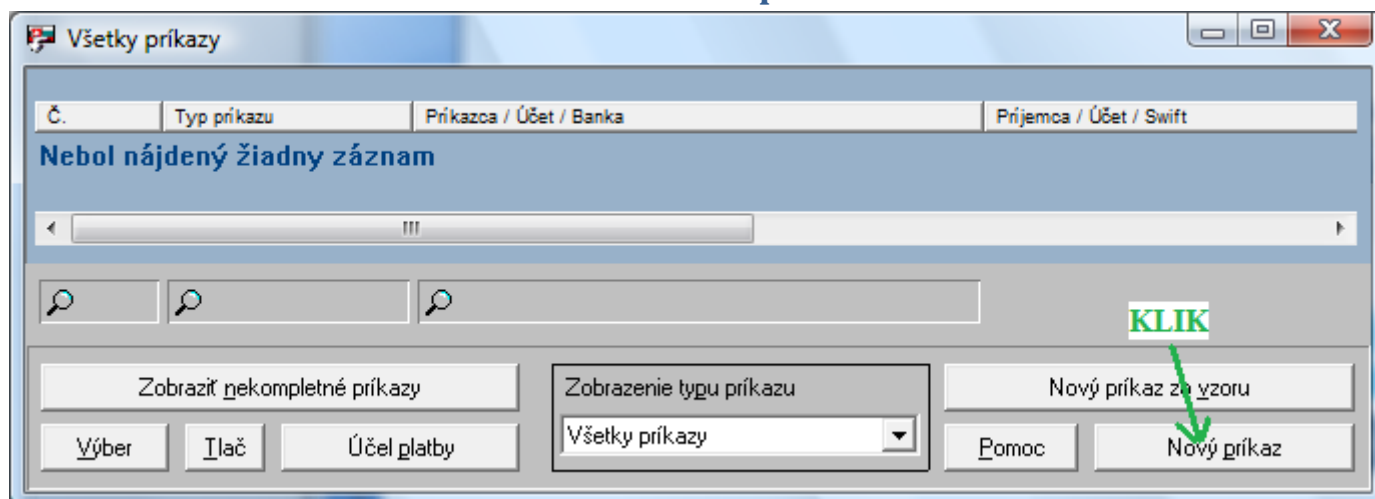 Všetky príkazy
Č. Typ príkazu Príkazca / Účet / Banka Príjemca / Účet / Swift
Nebol nájdený žiadny záznam
KLIK
Zobraziť nekompletné príkazy Zobrazenie typu príkazu Nový príkaz zo vzoru
Výber Tlač Účel platby Všetky príkazy Pomoc Nový príkaz